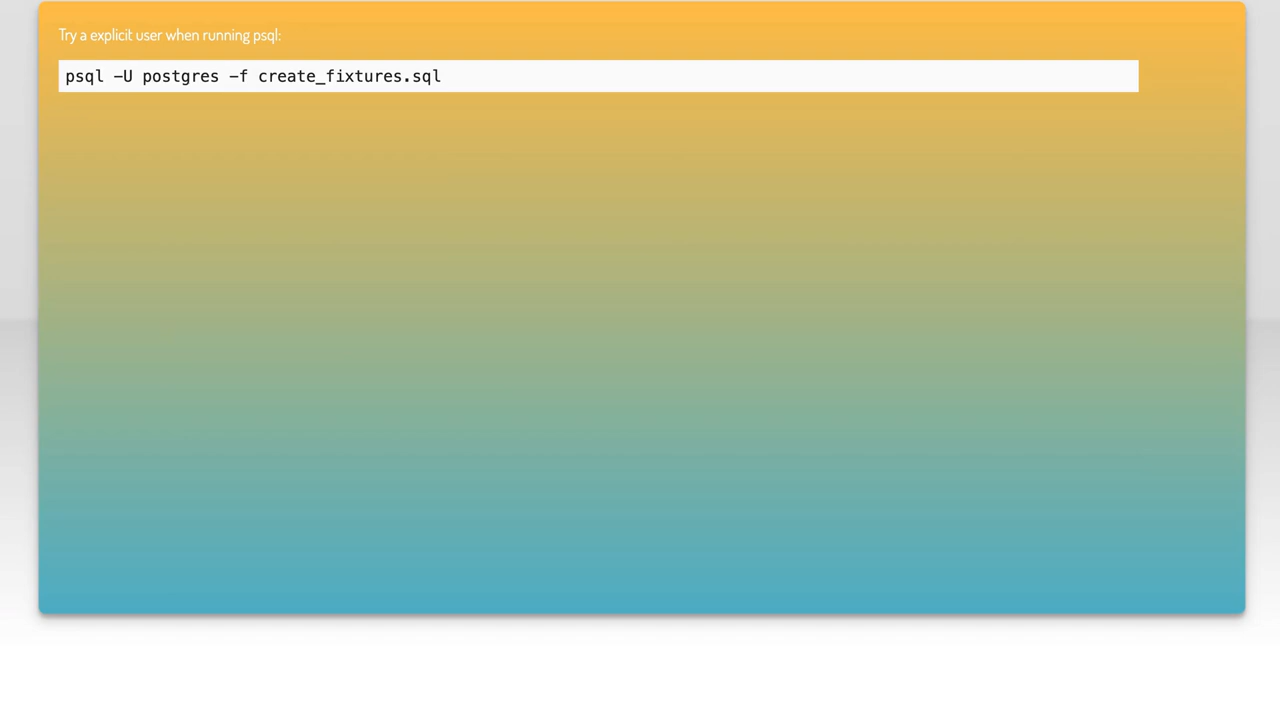 Try a explicit user when running psql:
psql -U postgres -f create_fixtures.sql